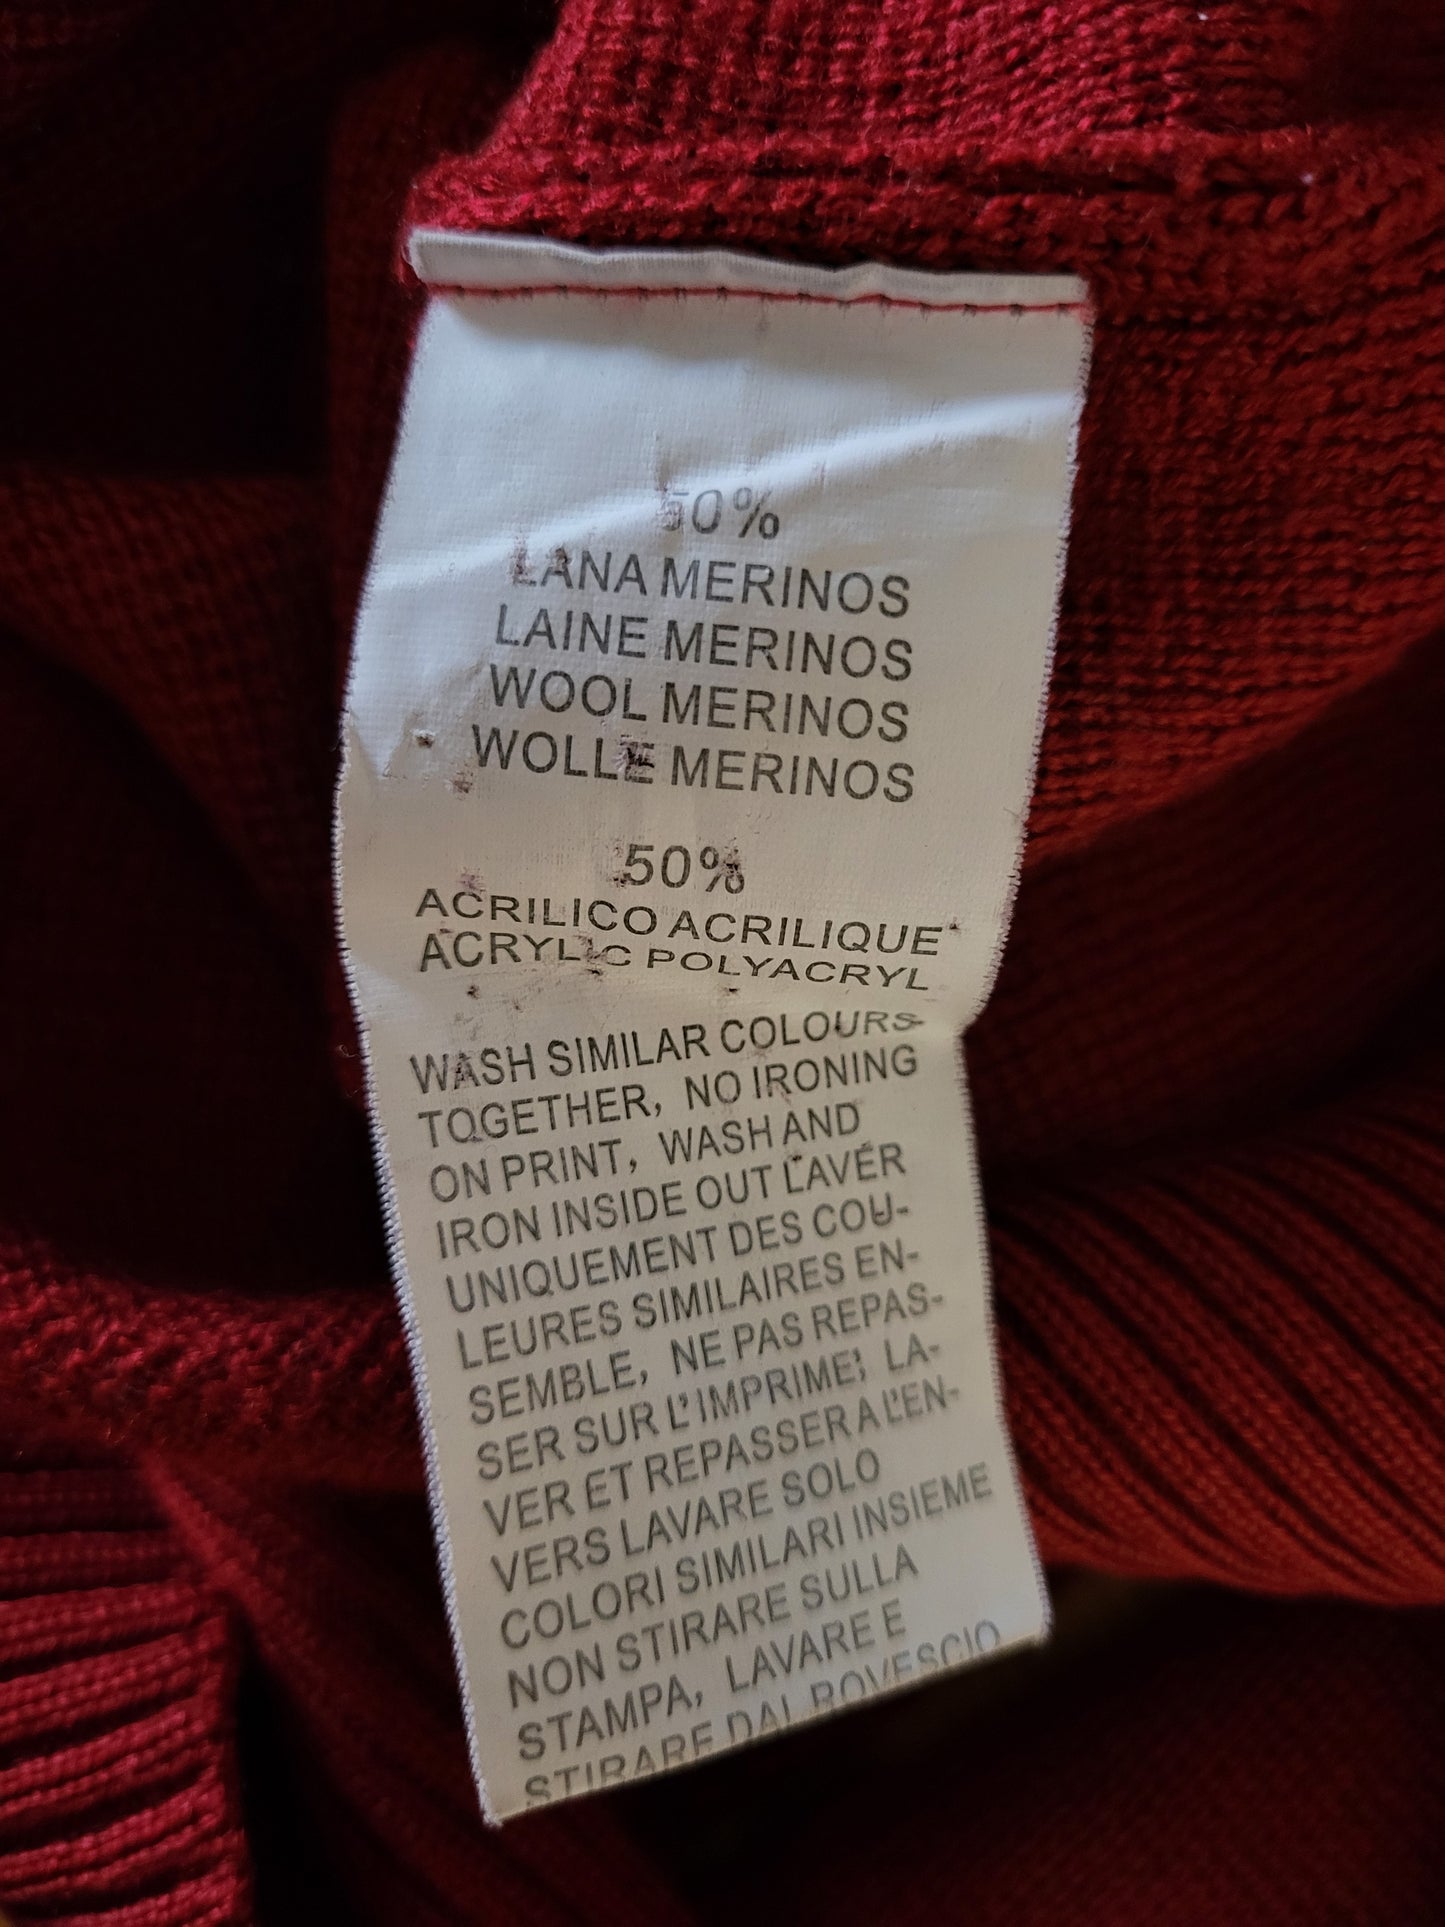 50%
LANA MERINOS
LAINE MERINOS
WOOL MERINOS
WOLLE MERINOS
50%
ACRILICO ACRILIQUE
ACRYLIC POLYACRYL
WASH SIMILAR COLOURS
TOGETHER, NO IRONING
ON PRINT, WASH AND
IRON INSIDE OUT LAVER
UNIQUEMENT DES COU-
LEURES SIMILAIRES EN-
SEMBLE, NE PAS REPAS-
SER SUR L'IMPRIME, LA-
VER ET REPASSER A L'EN-
VERS LAVARE SOLO
COLORI SIMILARI INSIEME
NON STIRARE SULLA
STAMPA, LAVARE E
STIRARE DAL ROVESCIO